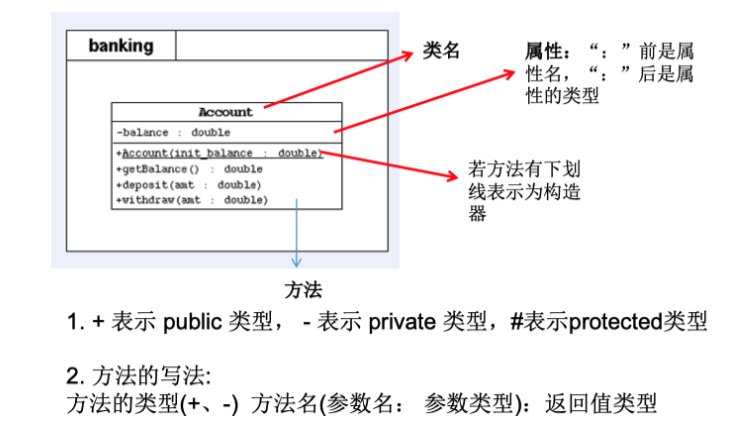 banking
类名
属性：“：”前是属
性名，“：”后是属
性的类型
Account
-balance : double
+Account(init_balance : double)
+getBalance() : double
+deposit(amt : double)
+withdraw(amt : double)
若方法有下划
线表示为构造
器
方法
1. + 表示 public 类型， - 表示 private 类型，#表示protected类型
2. 方法的写法:
方法的类型(+、-) 方法名(参数名： 参数类型)：返回值类型